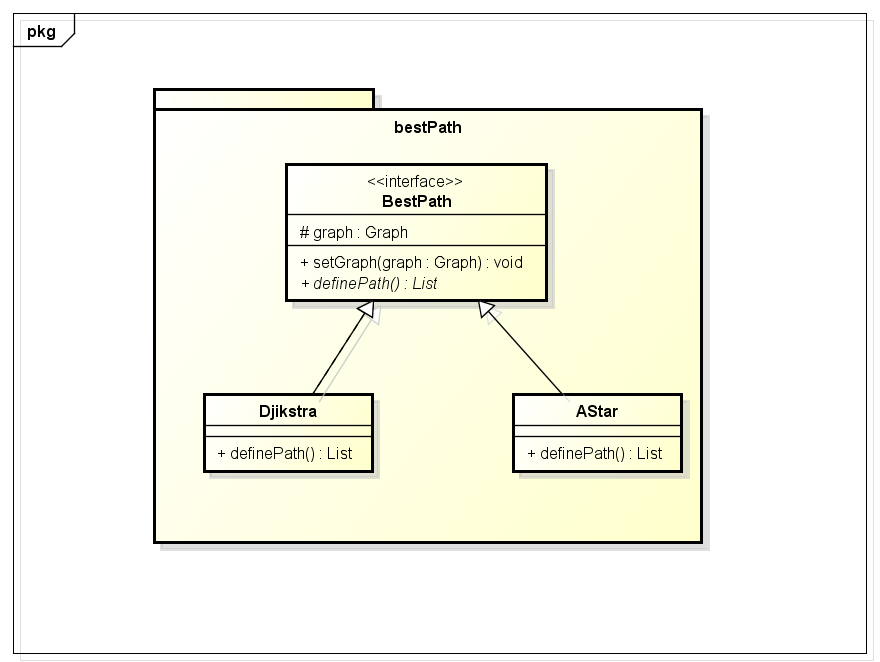 pkg
bestPath
<<interface>>
BestPath
# graph : Graph
+ setGraph(graph : Graph) : void
+ definePath() : List
Djikstra
+ definePath() : List
AStar
+ definePath() : List